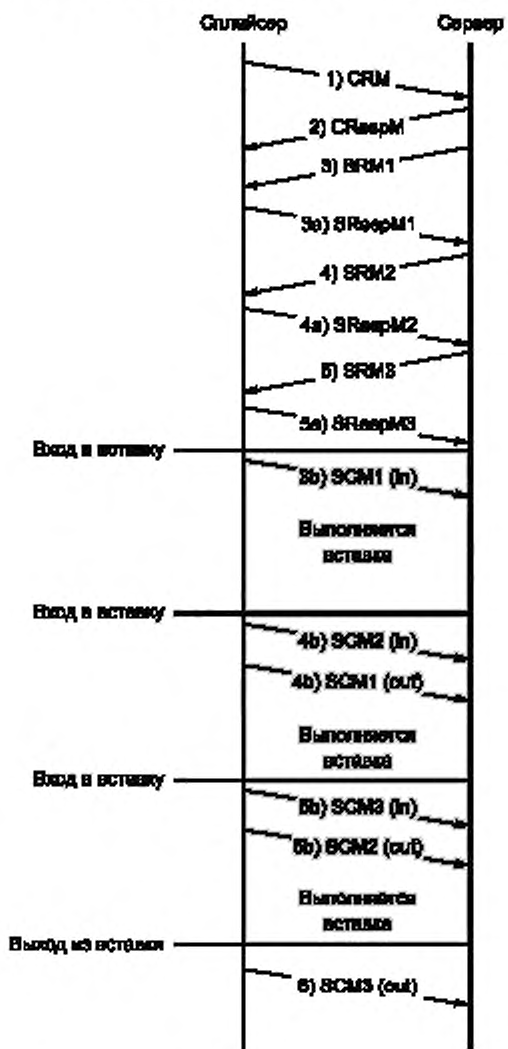 Сплайсер
Сервер
1) CRM
2) CRespM
3) SRM1
3a) SRespM1
4) SRM2
4a) SRespM2
5) SRM3
5a) SRespM3
Вход в вставку
3b) SCM1 (in)
Выполняется
вставка
Вход в вставку
4b) SCM2 (in)
4b) SCM1 (out)
Выполняется
вставка
Вход в вставку
5b) SCM3 (in)
5b) SCM2 (out)
Выполняется
вставка
Выход из вставки
6) SCM3 (out)